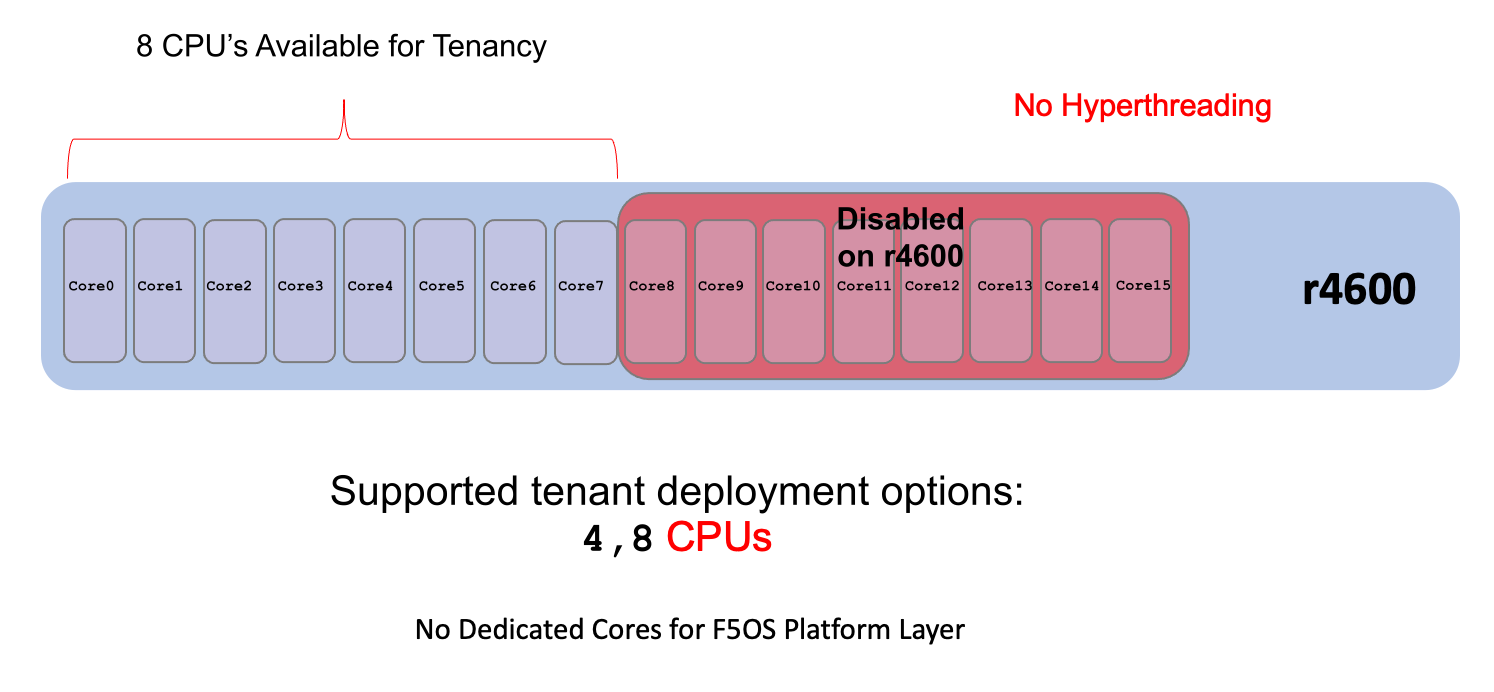 8 CPU’s Available for Tenancy
No Hyperthreading
Disabled
on r4600
Core0 Core1 Core2 Core3 Core4 Core5 Core6 Core7 Core8 Core9 Core10 Core11 Core12 Core13 Core14 Core15
r4600
Supported tenant deployment options:
4,8 CPUs
No Dedicated Cores for F5OS Platform Layer